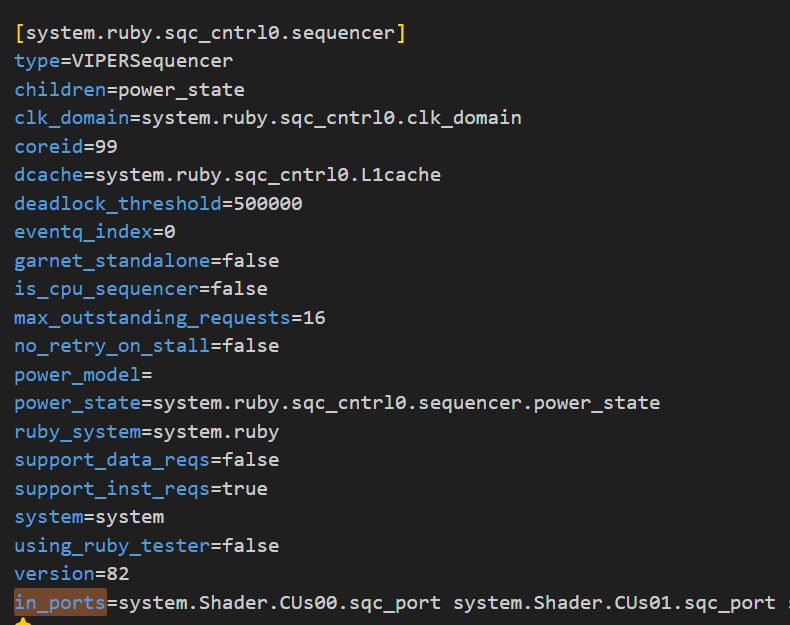 [system.ruby.sqc_cntrl0.sequencer]
type=VIPERSequencer
children=power_state
clk_domain=system.ruby.sqc_cntrl0.clk_domain
coreid=99
dcache=system.ruby.sqc_cntrl0.L1cache
deadlock_threshold=500000
eventq_index=0
garnet_standalone=false
is_cpu_sequencer=false
max_outstanding_requests=16
no_retry_on_stall=false
power_model=
power_state=system.ruby.sqc_cntrl0.sequencer.power_state
ruby_system=system.ruby
support_data_reqs=false
support_inst_reqs=true
system=system
using_ruby_tester=false
version=82
in_ports=system.Shader.CUs00.sqc_port system.Shader.CUs01.sqc_port